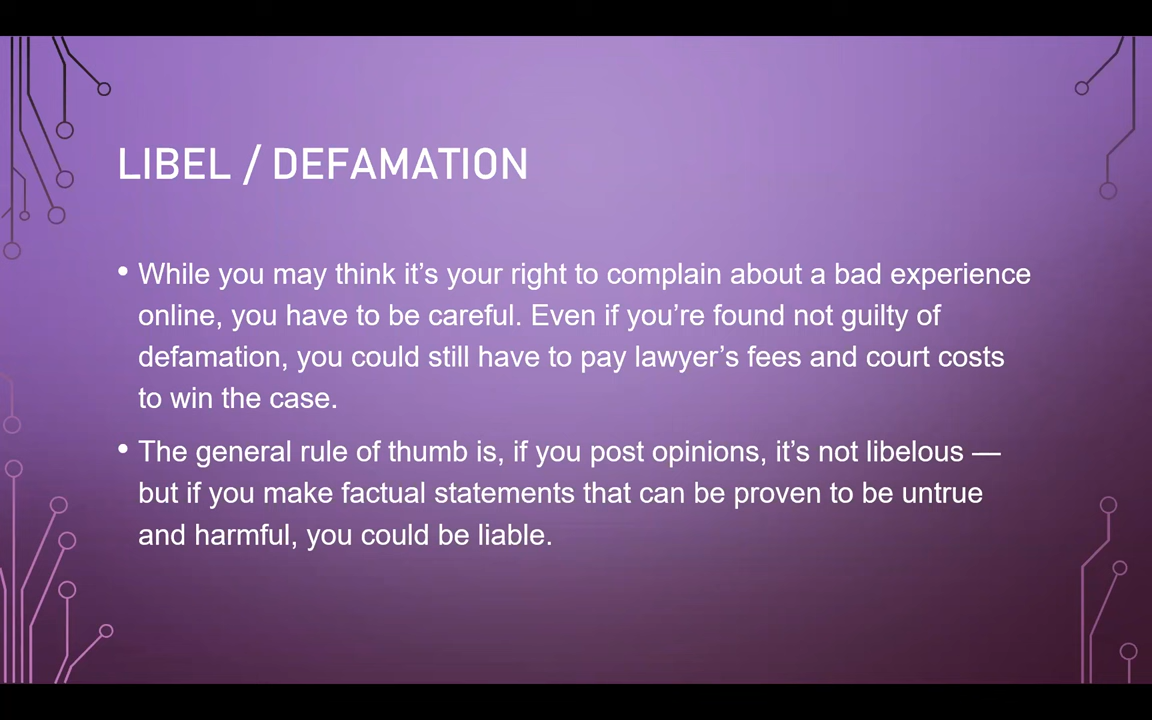 LIBEL / DEFAMATION
• While you may think it’s your right to complain about a bad experience
online, you have to be careful. Even if you’re found not guilty of
defamation, you could still have to pay lawyer’s fees and court costs
to win the case.
• The general rule of thumb is, if you post opinions, it’s not libelous —
but if you make factual statements that can be proven to be untrue
and harmful, you could be liable.